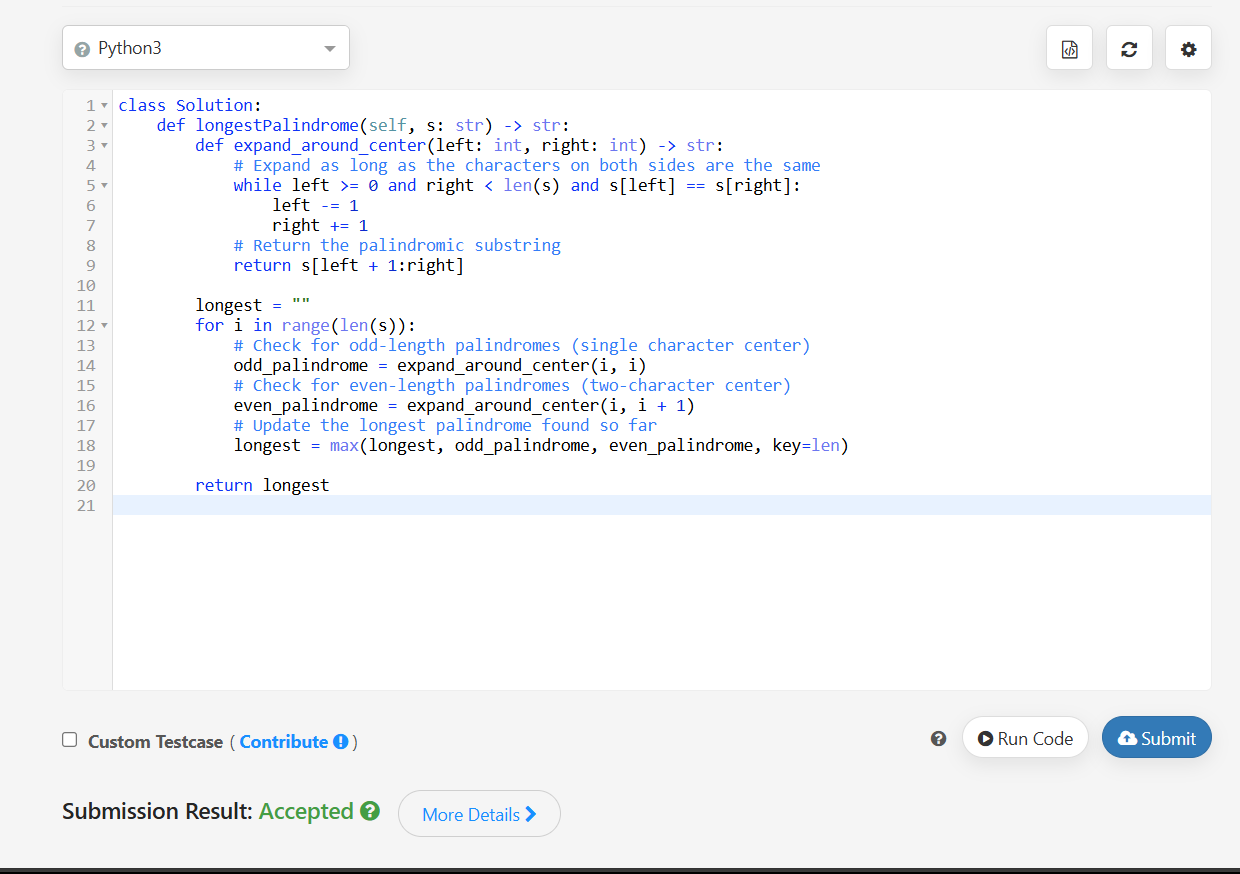 Python3
1 class Solution:
2     def longestPalindrome(self, s: str) -> str:
3         def expand_around_center(left: int, right: int) -> str:
4             # Expand as long as the characters on both sides are the same
5             while left >= 0 and right < len(s) and s[left] == s[right]:
6                 left -= 1
7                 right += 1
8             # Return the palindromic substring
9             return s[left + 1:right]
10
11         longest = ""
12         for i in range(len(s)):
13             # Check for odd-length palindromes (single character center)
14             odd_palindrome = expand_around_center(i, i)
15             # Check for even-length palindromes (two-character center)
16             even_palindrome = expand_around_center(i, i + 1)
17             # Update the longest palindrome found so far
18             longest = max(longest, odd_palindrome, even_palindrome, key=len)
19
20         return longest
21
Custom Testcase ( Contribute )
Run Code
Submit
Submission Result: Accepted
More Details